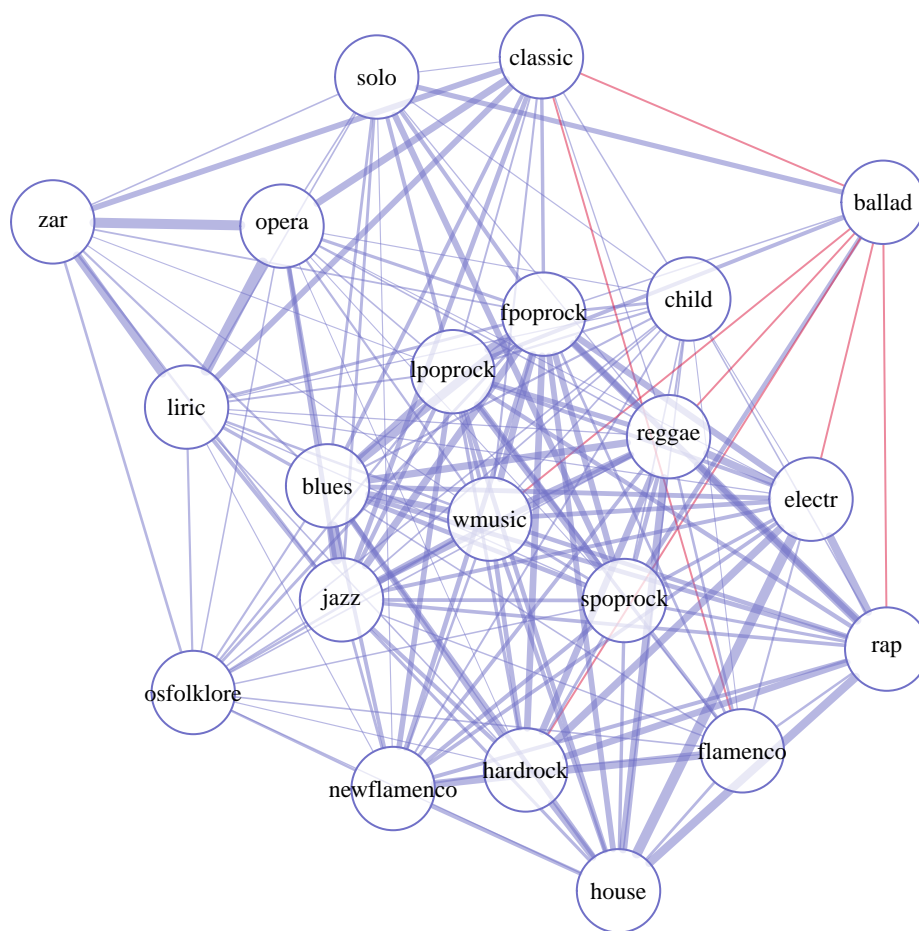 classic
solo
ballad
zar
opera
child
fpoprock
lpoprock
liric
reggae
blues
electr
wmusic
jazz
spoprock
rap
osfolklore
flamenco
hardrock
newflamenco
house